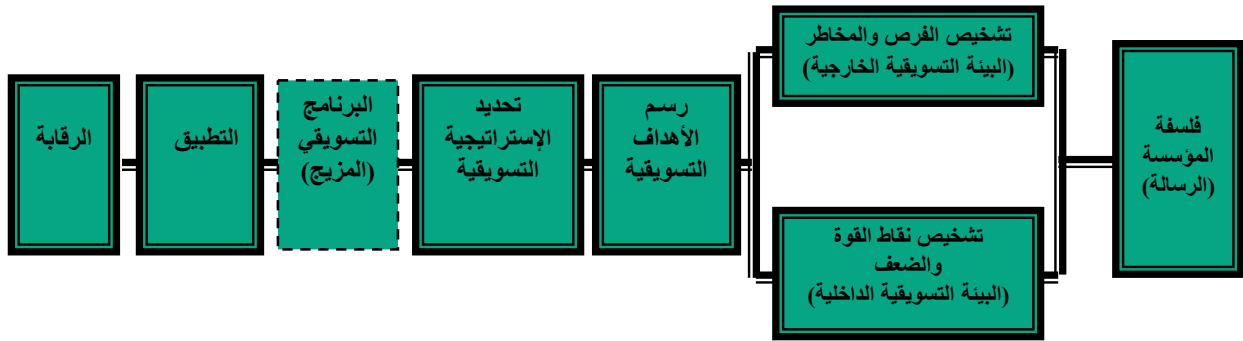 فلسفة
المؤسسة
(الرسالة)
تشخيص الفرص والمخاطر
(البيئة التسويقية الخارجية)
تشخيص نقاط القوة
والضعف
(البيئة التسويقية الداخلية)
رسم
الأهداف
التسويقية
تحديد
الإستراتيجية
التسويقية
البرنامج
التسويقي
(المزيج)
التطبيق
الرقابة